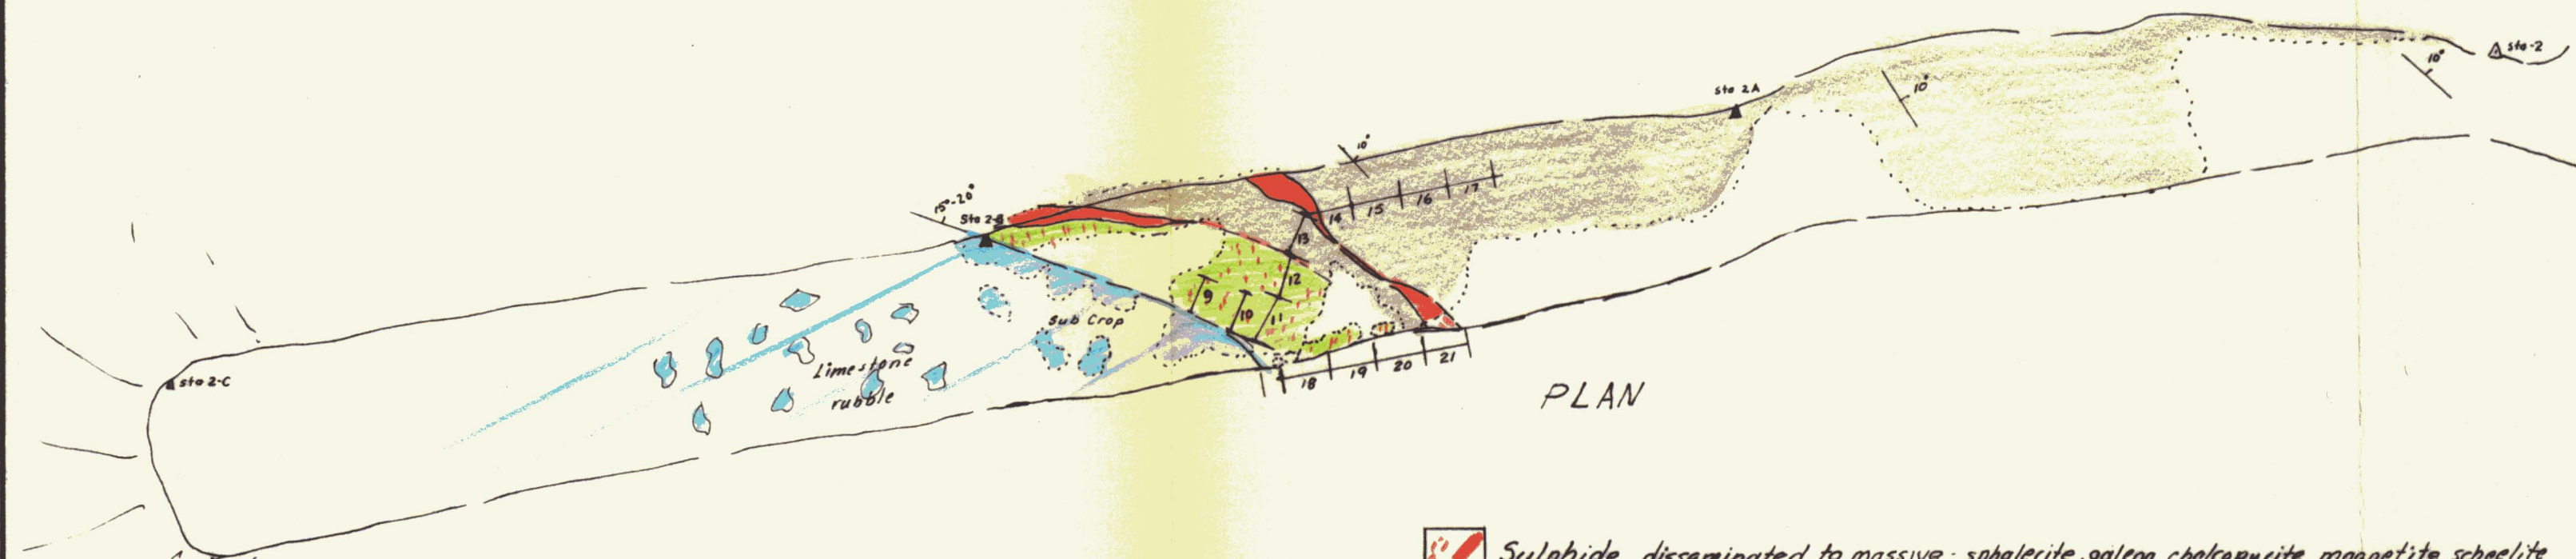 sta-2
10°
10°
sta 2A
10°
15°-20°
Sta 2-B
14 15 16 17
13
12
9
10
11
Sub Crop
Limestone
rubble
sta 2-C
18 19 20 21
PLAN
Sulphide, disseminated to massive: sphalerite, galena, chalcopyrite, magnetite, scheelite